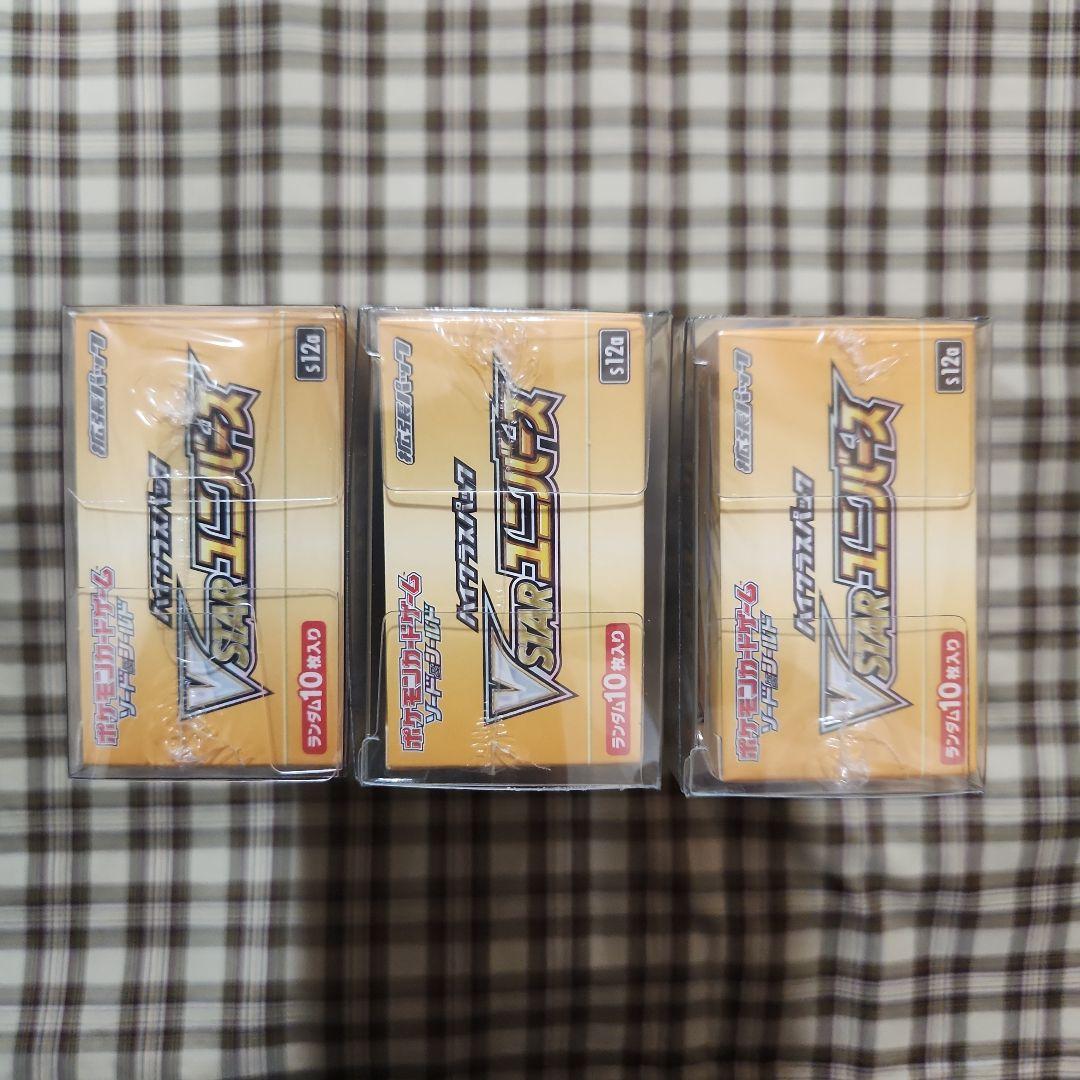 ポケモンカードゲーム
ソード&シールド
拡張パック
ハイクラスパック
VSTARユニバース
ランダム10枚入り
s12a
ポケモンカードゲーム
ソード&シールド
拡張パック
ハイクラスパック
VSTARユニバース
ランダム10枚入り
s12a
ポケモンカードゲーム
ソード&シールド
拡張パック
ハイクラスパック
VSTARユニバース
ランダム10枚入り
s12a